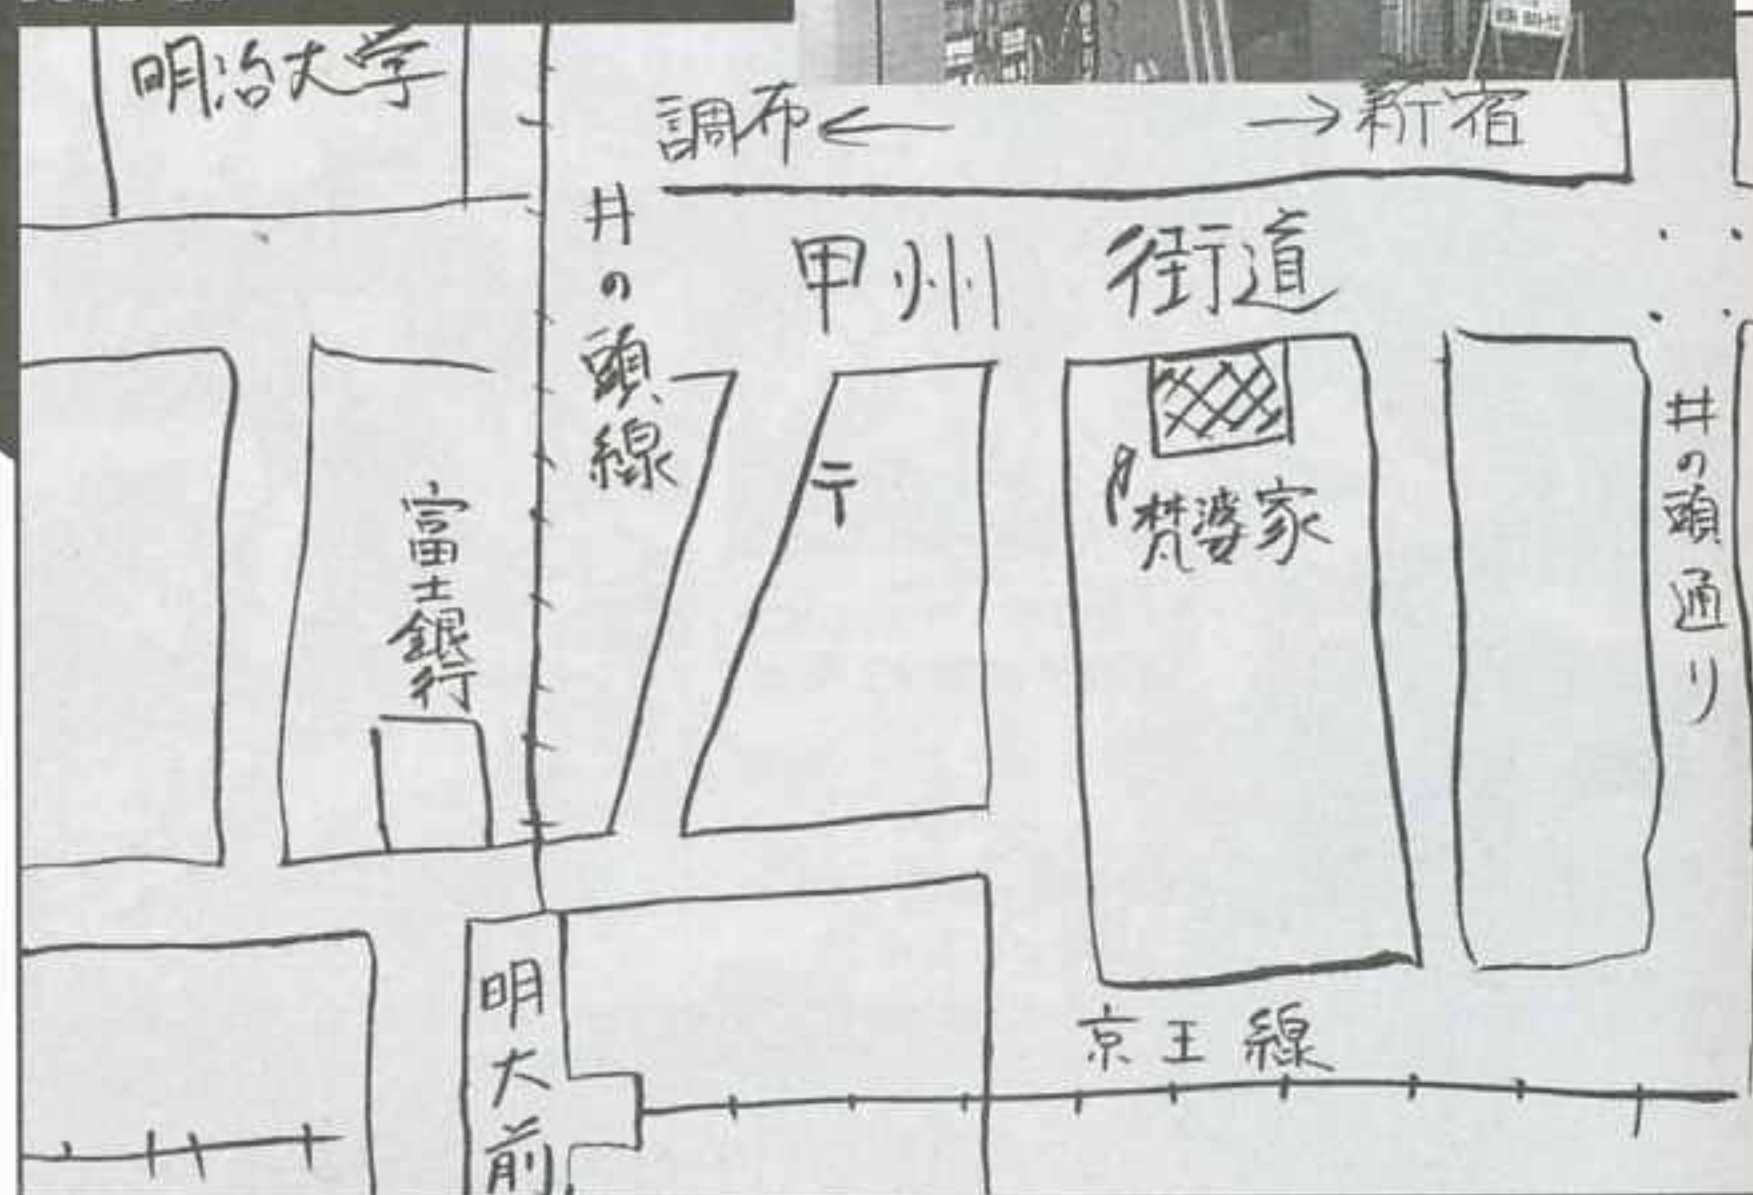 明治大学
調布← →新宿
井の頭線
甲州街道
〒
梵婆家
井の頭通り
富士銀行
京王線
明大前